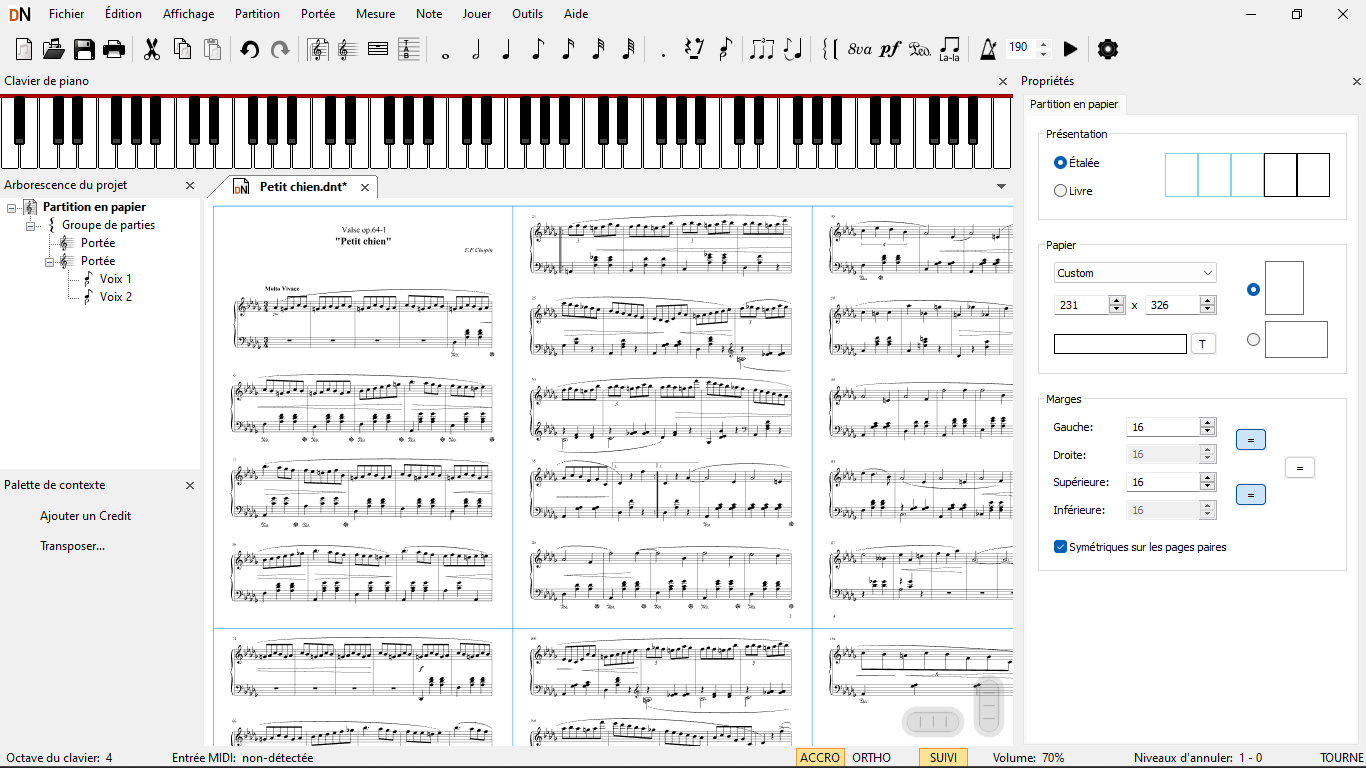 DN Fichier Édition Affichage Partition Portée Mesure Note Jouer Outils Aide
8va pf Ped. La-la 190
Clavier de piano
Propriétés
Partition en papier
Présentation
Étalée
Livre
Papier
Custom
231 x 326
T
Marges
Gauche: 16 =
Droite: 16
=
Supérieure: 16
=
Inférieure: 16
Symétriques sur les pages paires
Arborescence du projet
Partition en papier
Groupe de parties
Portée
Portée
Voix 1
Voix 2
Palette de contexte
Ajouter un Credit
Transposer...
DN Petit chien.dnt*
Valse op.64-1
"Petit chien"
F.F.Chopin
Molto Vivace
Octave du clavier: 4 Entrée MIDI: non-détectée ACCRO ORTHO SUIVI Volume: 70% Niveaux d'annuler: 1 - 0 TOURNE